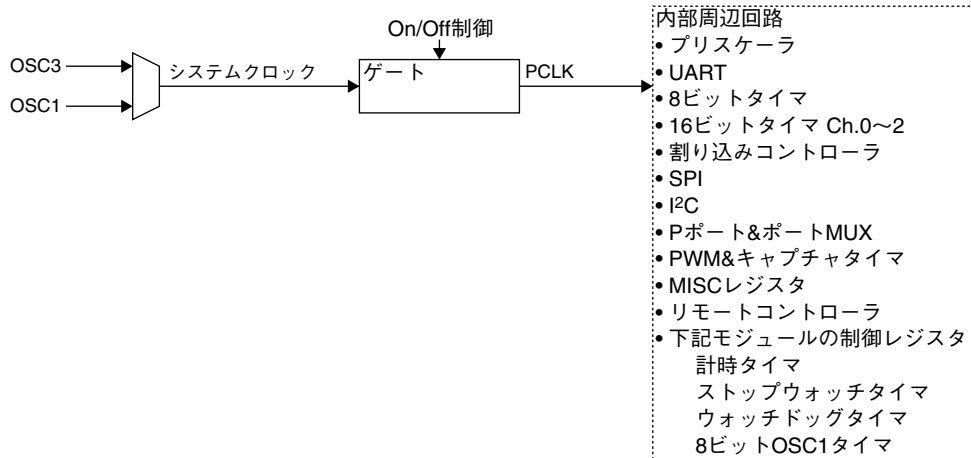 On/Off制御
OSC3
OSC1
システムクロック
ゲート
PCLK
内部周辺回路
• プリスケーラ
• UART
• 8ビットタイマ
• 16ビットタイマ Ch.0～2
• 割り込みコントローラ
• SPI
• I²C
• Pポート&ポートMUX
• PWM&キャプチャタイマ
• MISCレジスタ
• リモートコントローラ
• 下記モジュールの制御レジスタ
計時タイマ
ストップウォッチタイマ
ウォッチドッグタイマ
8ビットOSC1タイマ